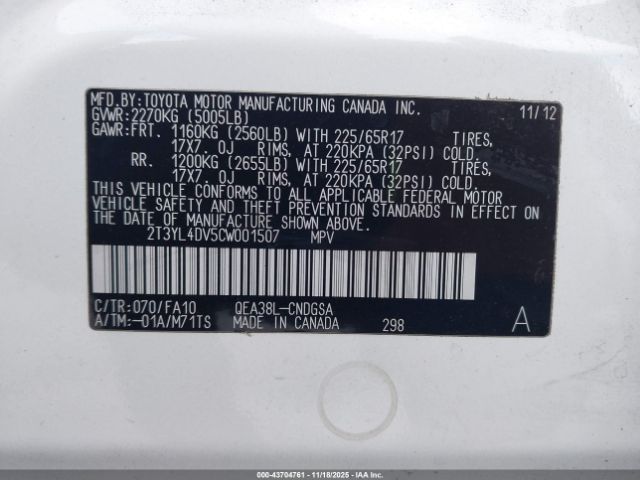 MFD.BY:TOYOTA MOTOR MANUFACTURING CANADA INC. 11/12
GVWR:2270KG (5005LB)
GAWR:FRT. 1160KG (2560LB) WITH 225/65R17 TIRES,
17X7. 0J RIMS, AT 220KPA (32PSI) COLD.
RR. 1200KG (2655LB) WITH 225/65R17 TIRES,
17X7. 0J RIMS, AT 220KPA (32PSI) COLD.
THIS VEHICLE CONFORMS TO ALL APPLICABLE FEDERAL MOTOR
VEHICLE SAFETY AND THEFT PREVENTION STANDARDS IN EFFECT ON
THE DATE OF MANUFACTURE SHOWN ABOVE.
2T3YL4DV5CW001507 MPV
C/TR:070/FA10 QEA38L-CNDGSA
A/TM:-01A/M71TS MADE IN CANADA 298 A
000-43704761 - 11/18/2025 - IAAI.COM